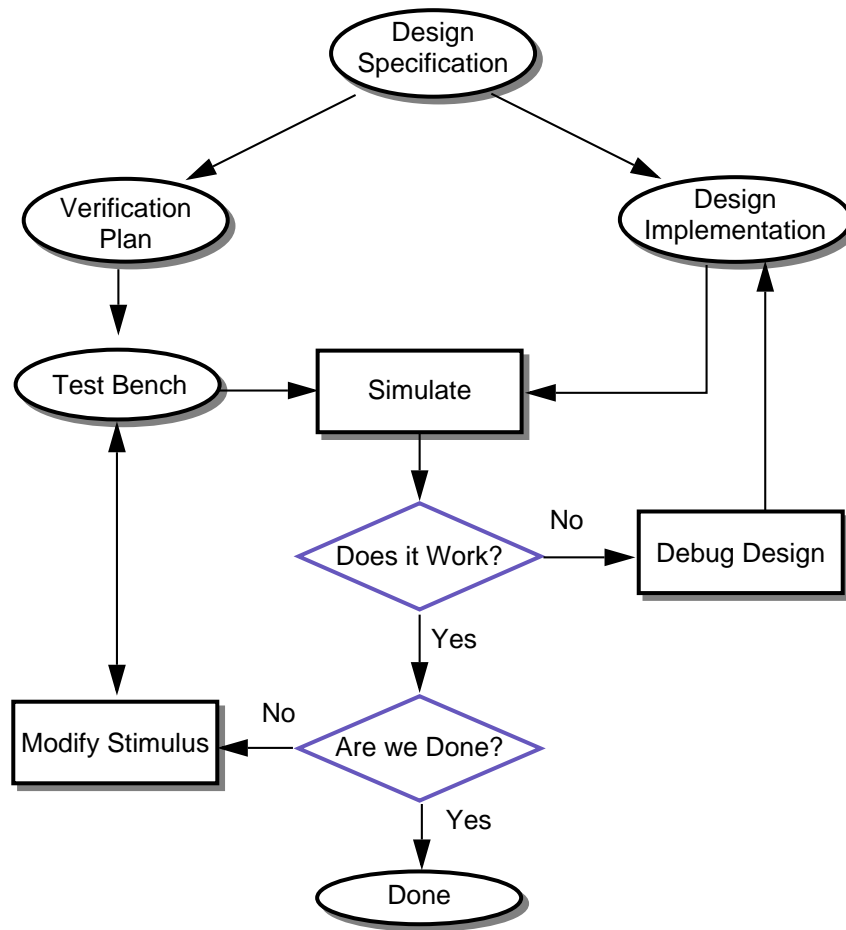 Design
Specification
Verification
Plan
Design
Implementation
Test Bench
Simulate
No
Does it Work?
Debug Design
Yes
No
Modify Stimulus
Are we Done?
Yes
Done